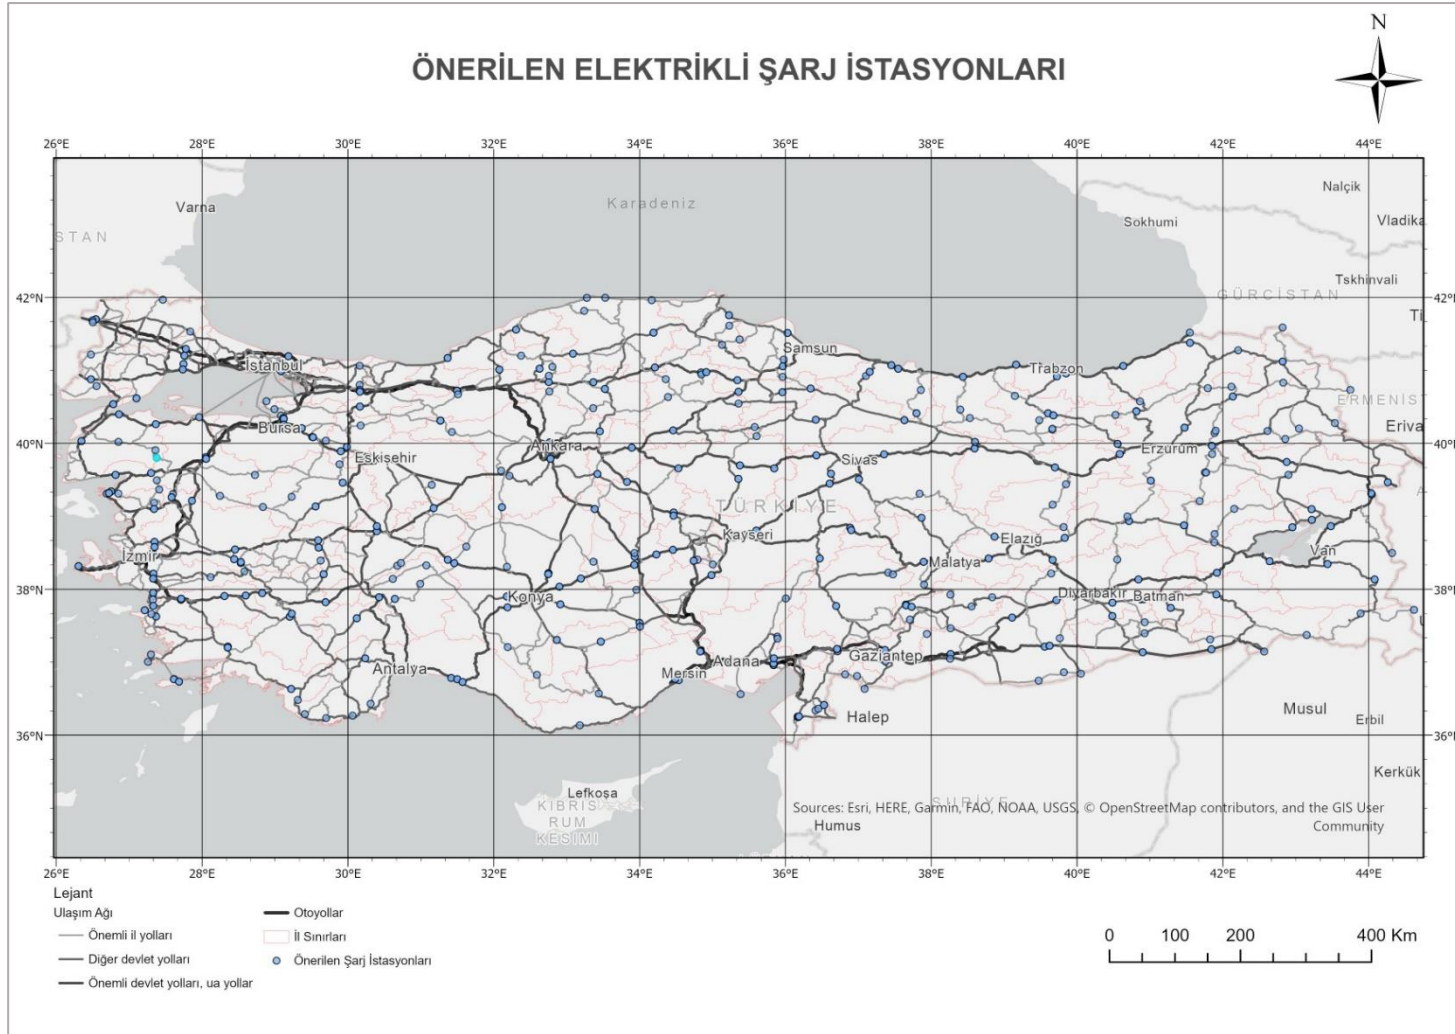 N
ÖNERİLEN ELEKTRİKLİ ŞARJ İSTASYONLARI
26°E 28°E 30°E 32°E 34°E 36°E 38°E 40°E 42°E 44°E
Nalçik
Varna
Karadeniz
Sokhumi
Vladika
STAN
Tskhinvali
42°N
GÜRCİSTAN
42°N
Ti
Samsun
İstanbul
Trabzon
ERMENİST
Bursa
Eriva
40°N
Ankara
Erzurum
40°N
Eskişehir
Sivas
TÜRKİYE
Kayseri
Elazığ
İzmir
Malatya
Van
38°N
Konya
Diyarbakır
Batman
38°N
Antalya
Mersin
Adana
Gaziantep
Halep
Musul
Erbil
36°N
36°N
Kerkük
Lefkoşa
KIBRIS
RUM
KESİMİ
SURİYE
Sources: Esri, HERE, Garmin, FAO, NOAA, USGS, © OpenStreetMap contributors, and the GIS User
Community
Humus
26°E 28°E 30°E 32°E 34°E 36°E 38°E 40°E 42°E 44°E
Lejant
Ulaşım Ağı
Önemli il yolları
Diğer devlet yolları
Önemli devlet yolları, ua yollar
Otoyollar
İl Sınırları
Önerilen Şarj İstasyonları
0 100 200 400 Km